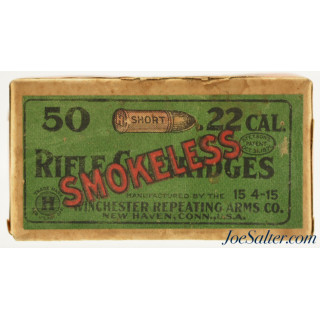 50 SHORT .22 CAL.
RIFLE CARTRIDGES
SMOKELESS
H
MANUFACTURED BY THE 15 4-15
WINCHESTER REPEATING ARMS CO.
NEW HAVEN, CONN., U.S.A.
JoeSalter.com